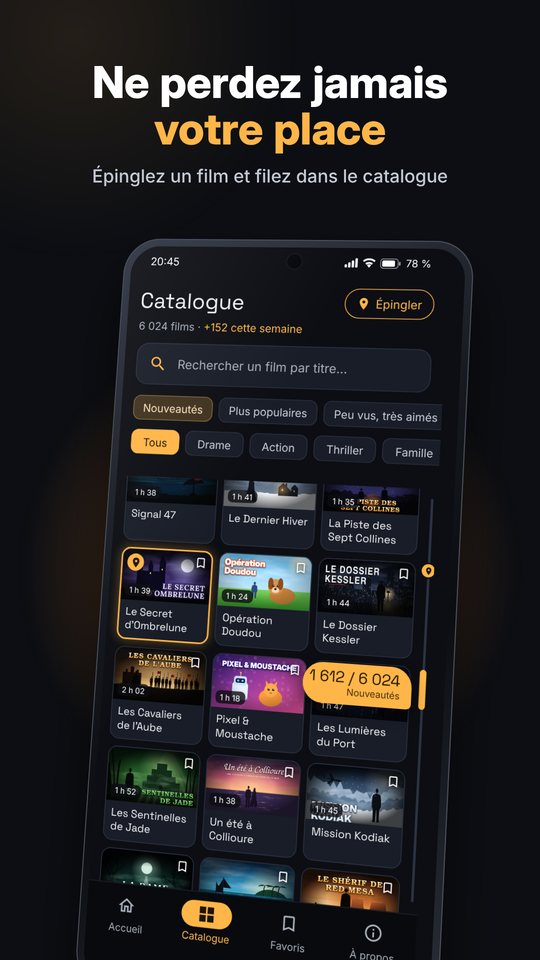 Ne perdez jamais
votre place
Épinglez un film et filez dans le catalogue
20:45
78 %
Catalogue
Épingler
6 024 films · +152 cette semaine
Rechercher un film par titre...
Nouveautés
Plus populaires
Peu vus, très aimés
Tous
Drame
Action
Thriller
Famille
1 h 38
Signal 47
1 h 41
Le Dernier Hiver
PISTE DES
SEPT COLLINES
1 h 35
La Piste des
Sept Collines
LE SECRET
OMBRELUNE
1 h 39
Le Secret
d'Ombrelune
Opération
Doudou
1 h 24
Opération
Doudou
LE DOSSIER
KESSLER
1 h 44
Le Dossier
Kessler
LES CAVALIERS
DE L'AUBE
2 h 02
Les Cavaliers
de l'Aube
PIXEL & MOUSTACHE
1 h 18
Pixel &
Moustache
1 612 / 6 024
Nouveautés
1 h 47
Les Lumières
du Port
SENTINELLES
DE JADE
1 h 52
Les Sentinelles
de Jade
Un été à Collioure
1 h 38
Un été à
Collioure
KODIAK
1 h 45
Mission Kodiak
LE SHÉRIF DE
RED MESA
Accueil
Catalogue
Favoris
À propos